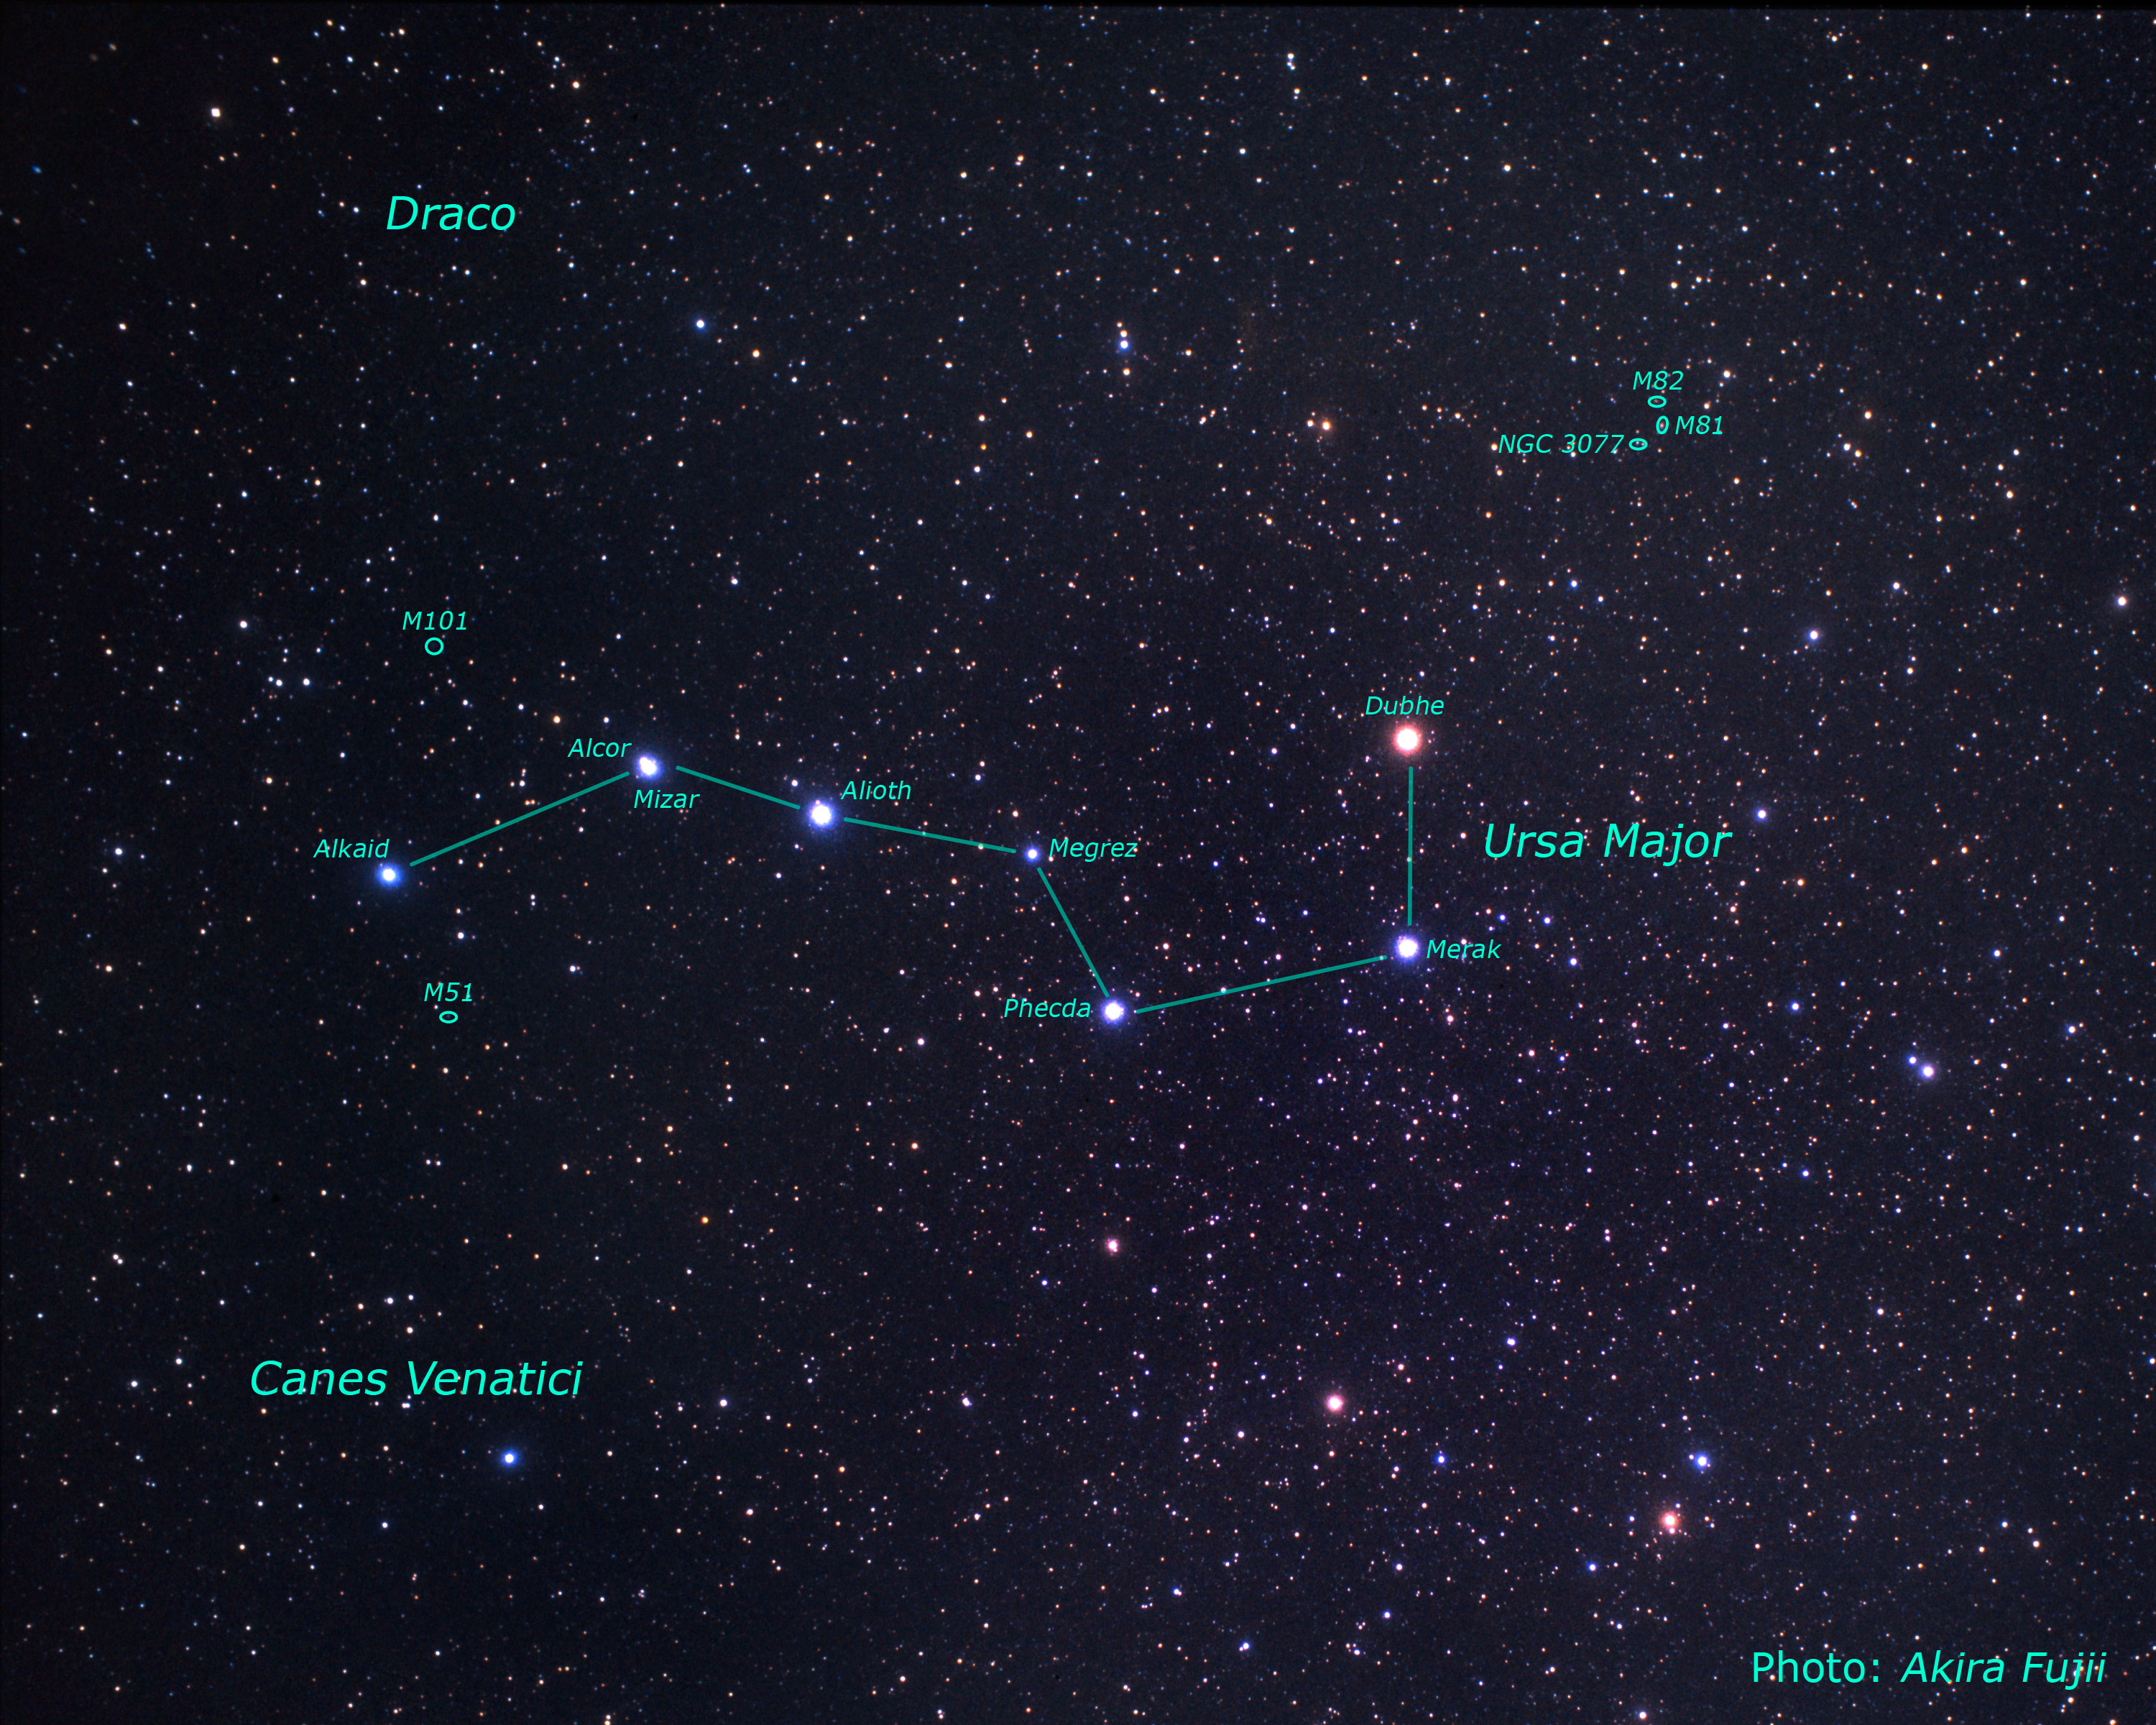 Draco
M82
M81
NGC 3077
M101
Dubhe
Alcor
Mizar
Alioth
Ursa Major
Alkaid
Megrez
Merak
M51
Phecda
Canes Venatici
Photo: Akira Fujii